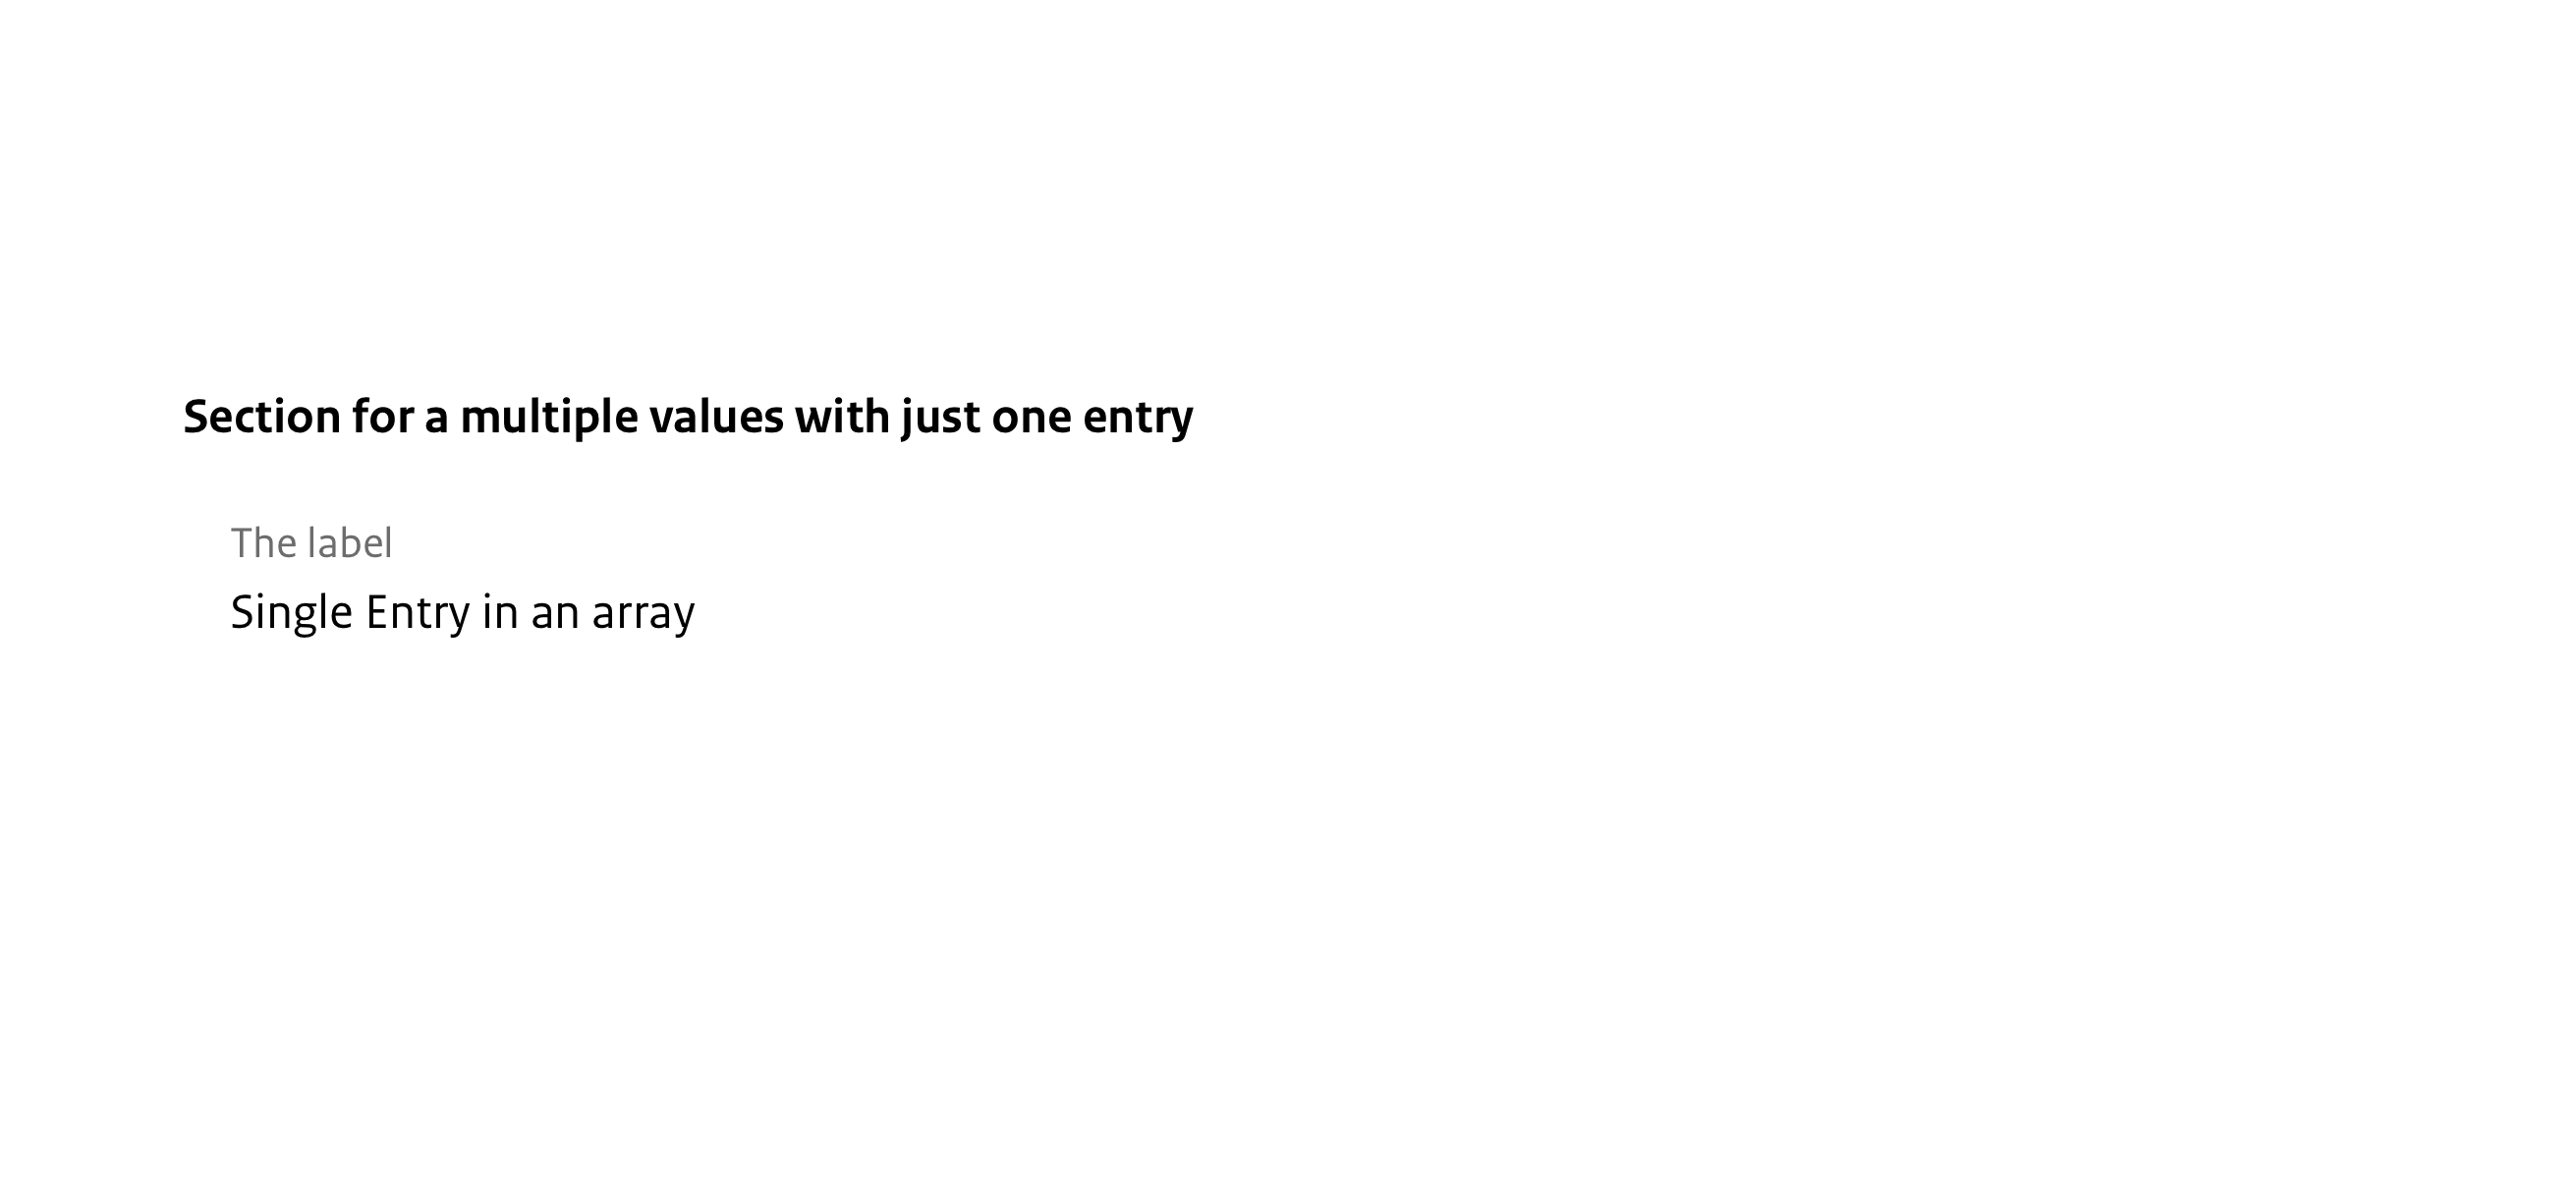 Section for a multiple values with just one entry
The label
Single Entry in an array